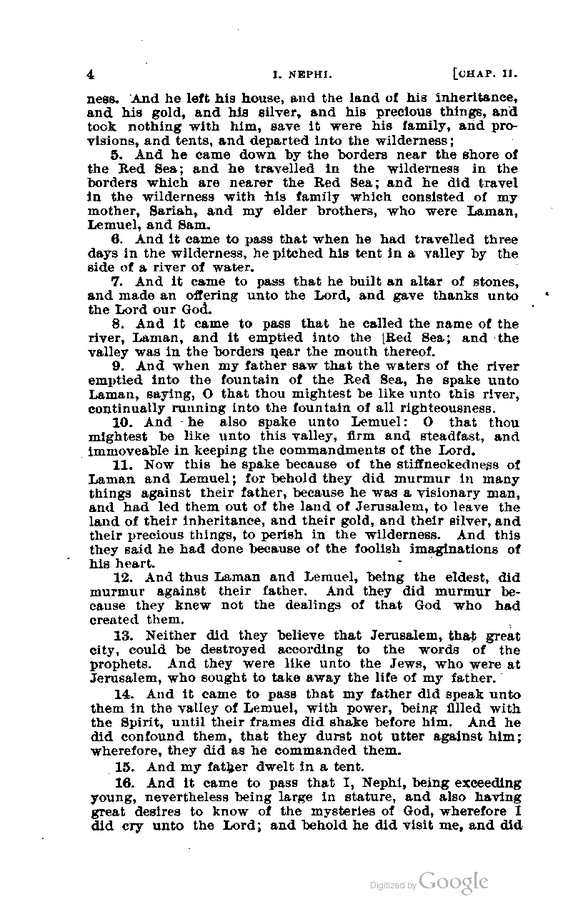 4 I. NEPHI. [CHAP. II.
ness. And he left his house, and the land of his inheritance,
and his gold, and his silver, and his precious things, and
took nothing with him, save it were his family, and pro-
visions, and tents, and departed into the wilderness;
5. And he came down by the borders near the shore of
the Red Sea; and he travelled in the wilderness in the
borders which are nearer the Red Sea; and he did travel
in the wilderness with his family which consisted of my
mother, Sariah, and my elder brothers, who were Laman,
Lemuel, and Sam.
6. And it came to pass that when he had travelled three
days in the wilderness, he pitched his tent in a valley by the
side of a river of water.
7. And it came to pass that he built an altar of stones,
and made an offering unto the Lord, and gave thanks unto
the Lord our God.
8. And it came to pass that he called the name of the
river, Laman, and it emptied into the Red Sea; and the
valley was in the borders near the mouth thereof.
9. And when my father saw that the waters of the river
emptied into the fountain of the Red Sea, he spake unto
Laman, saying, O that thou mightest be like unto this river,
continually running into the fountain of all righteousness.
10. And he also spake unto Lemuel: O that thou
mightest be like unto this valley, firm and steadfast, and
immoveable in keeping the commandments of the Lord.
11. Now this he spake because of the stiffneckedness of
Laman and Lemuel; for behold they did murmur in many
things against their father, because he was a visionary man,
and had led them out of the land of Jerusalem, to leave the
land of their inheritance, and their gold, and their silver, and
their precious things, to perish in the wilderness. And this
they said he had done because of the foolish imaginations of
his heart.
12. And thus Laman and Lemuel, being the eldest, did
murmur against their father. And they did murmur be-
cause they knew not the dealings of that God who had
created them.
13. Neither did they believe that Jerusalem, that great
city, could be destroyed according to the words of the
prophets. And they were like unto the Jews, who were at
Jerusalem, who sought to take away the life of my father.
14. And it came to pass that my father did speak unto
them in the valley of Lemuel, with power, being filled with
the Spirit, until their frames did shake before him. And he
did confound them, that they durst not utter against him;
wherefore, they did as he commanded them.
15. And my father dwelt in a tent.
16. And it came to pass that I, Nephi, being exceeding
young, nevertheless being large in stature, and also having
great desires to know of the mysteries of God, wherefore I
did cry unto the Lord; and behold he did visit me, and did
Digitized by Google